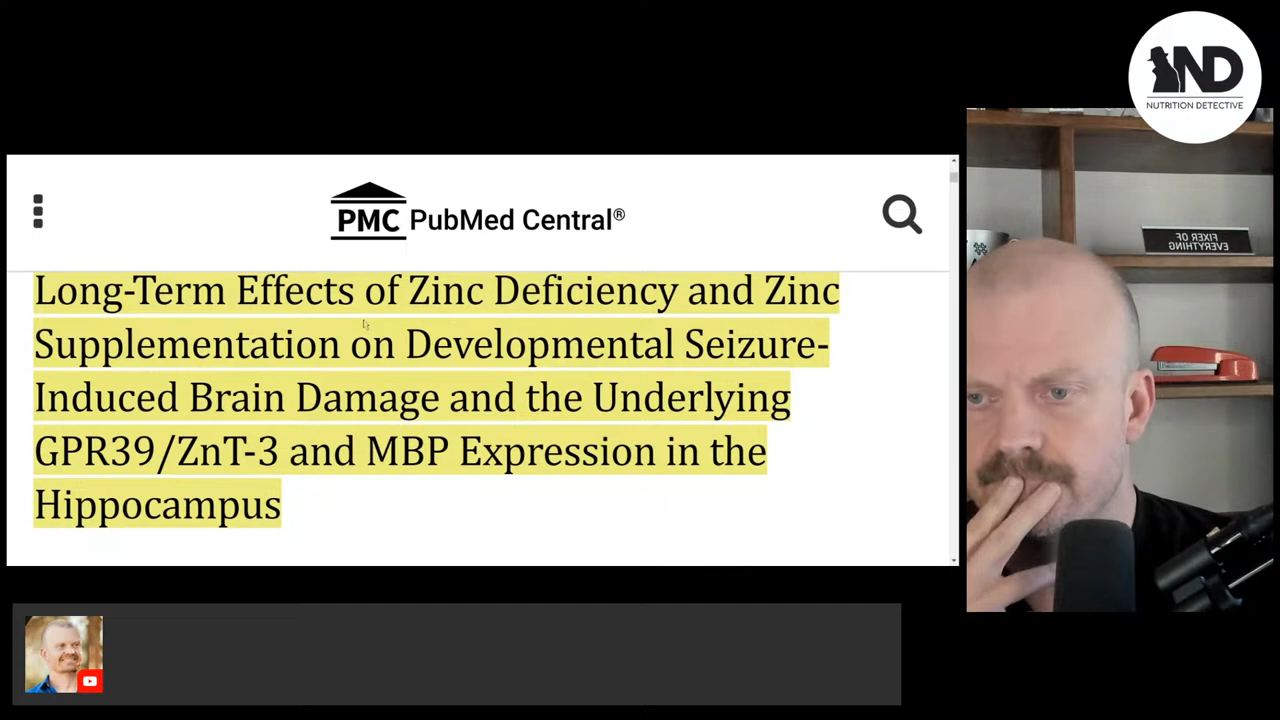 ND
NUTRITION DETECTIVE
PMC PubMed Central®
FIXER OF
EVERYTHING
Long-Term Effects of Zinc Deficiency and Zinc
Supplementation on Developmental Seizure-
Induced Brain Damage and the Underlying
GPR39/ZnT-3 and MBP Expression in the
Hippocampus